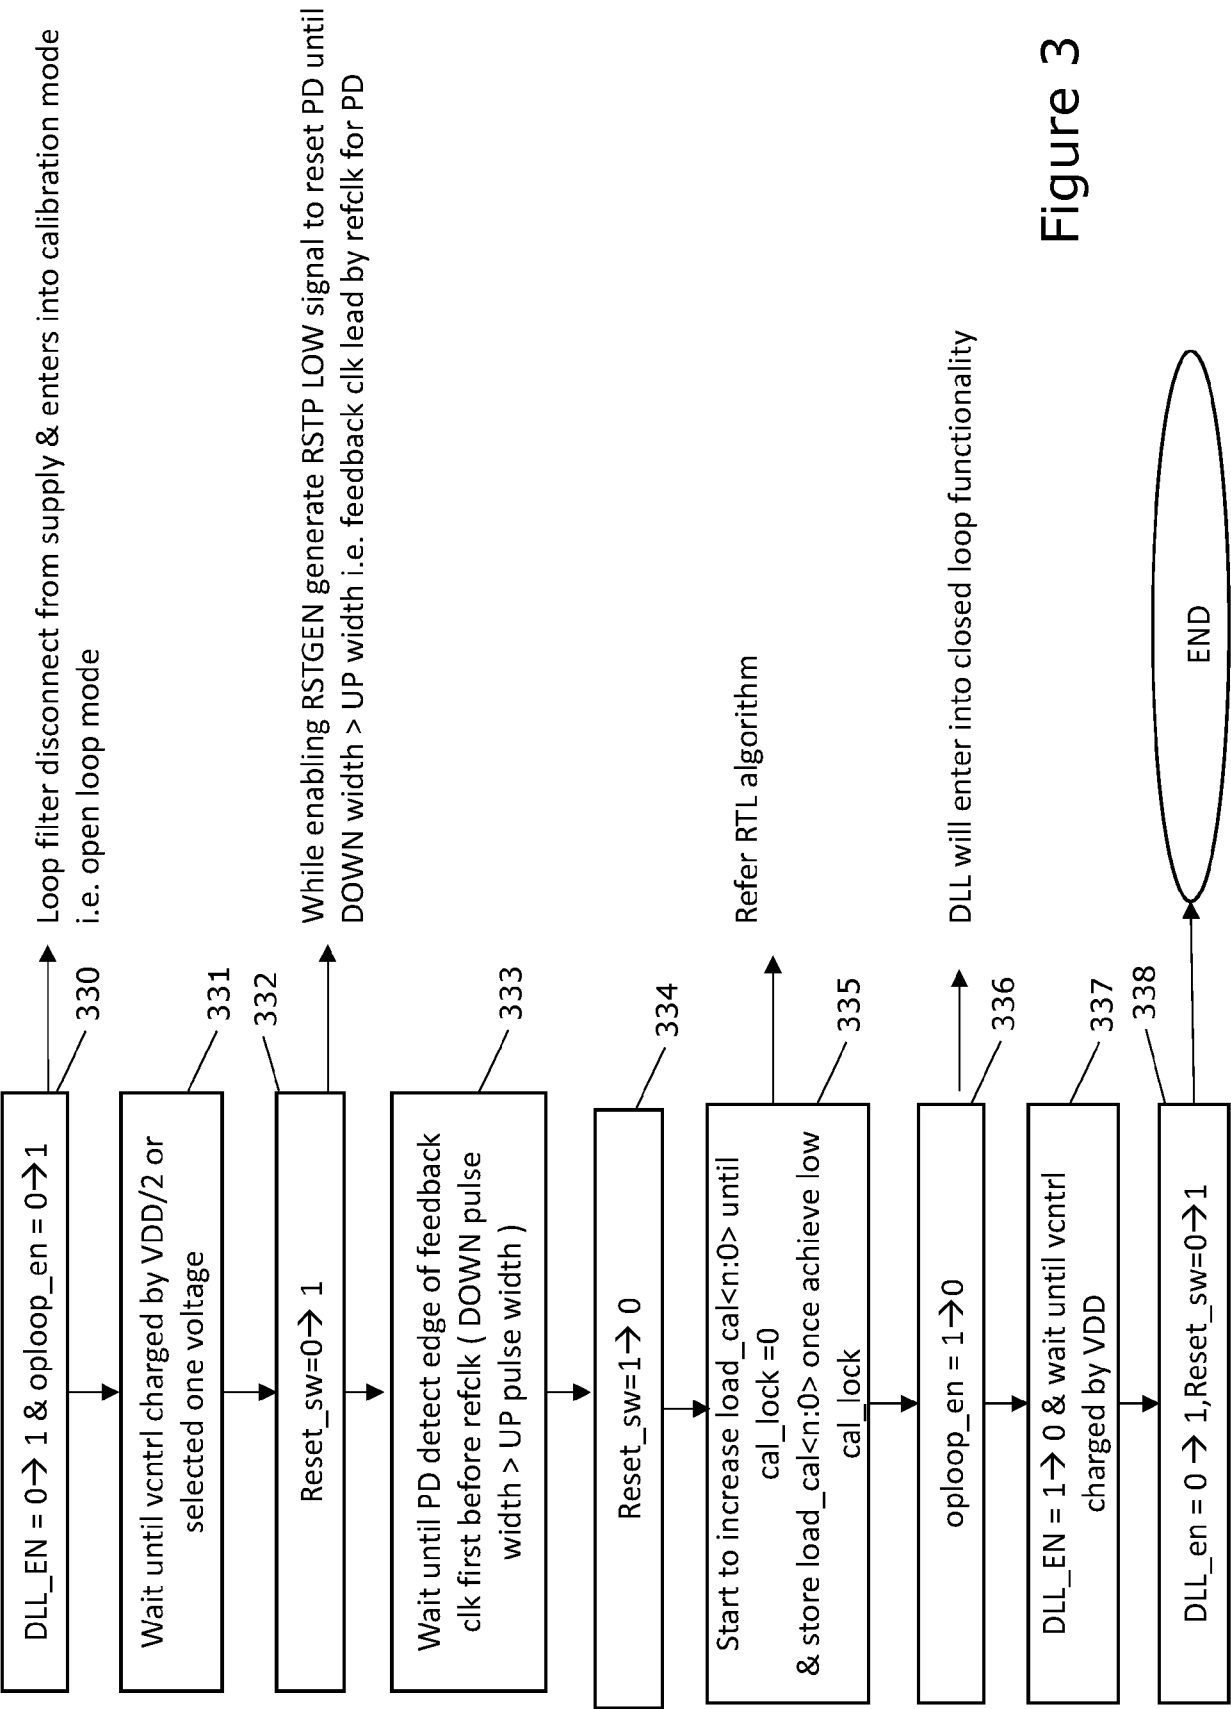 DLL_EN = 0→ 1 & oploop_en = 0→1
Loop filter disconnect from supply & enters into calibration mode
i.e. open loop mode
330
Wait until vcntrl charged by VDD/2 or
selected one voltage
331
Reset_sw=0→ 1
332
While enabling RSTGEN generate RSTP LOW signal to reset PD until
DOWN width > UP width i.e. feedback clk lead by refclk for PD
Wait until PD detect edge of feedback
clk first before refclk ( DOWN pulse
width > UP pulse width )
333
Reset_sw=1→ 0
334
Start to increase load_cal<n:0> until
cal_lock =0
& store load_cal<n:0> once achieve low
cal_lock
Refer RTL algorithm
335
oploop_en = 1→0
DLL will enter into closed loop functionality
336
DLL_EN = 1→ 0 & wait until vcntrl
charged by VDD
337
DLL_en = 0 → 1,Reset_sw=0→1
338
END
Figure 3